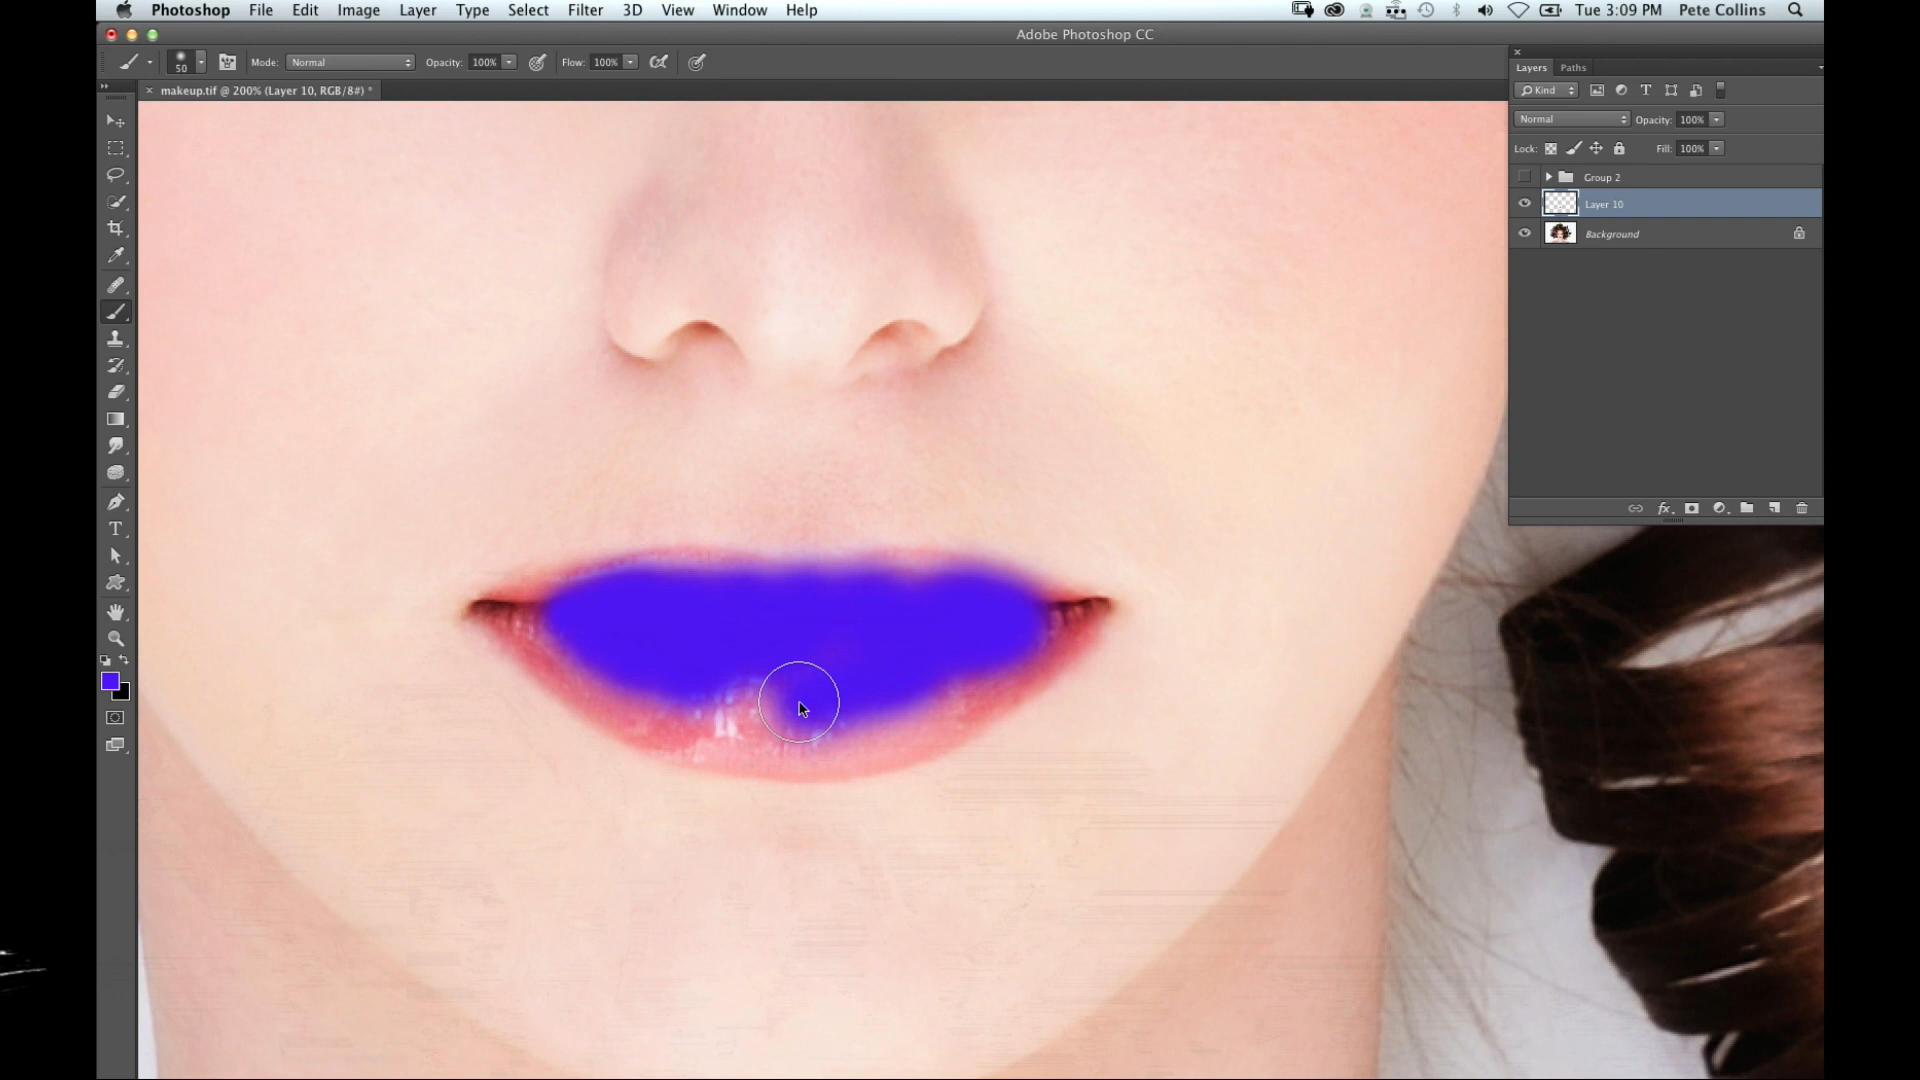 Photoshop File Edit Image Layer Type Select Filter 3D View Window Help Tue 3:09 PM Pete Collins
Adobe Photoshop CC
50 Mode: Normal Opacity: 100% Flow: 100%
makeup.tif @ 200% (Layer 10, RGB/8#) *
Layers Paths
Kind
Normal Opacity: 100%
Lock: Fill: 100%
Group 2
Layer 10
Background
fx